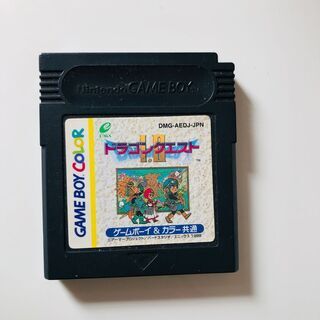 Nintendo GAME BOY
ENIX
DMG-AEDJ-JPN
ドラゴンクエスト
I・II
TM
GAME BOY COLOR
ゲームボーイ & カラー 共通